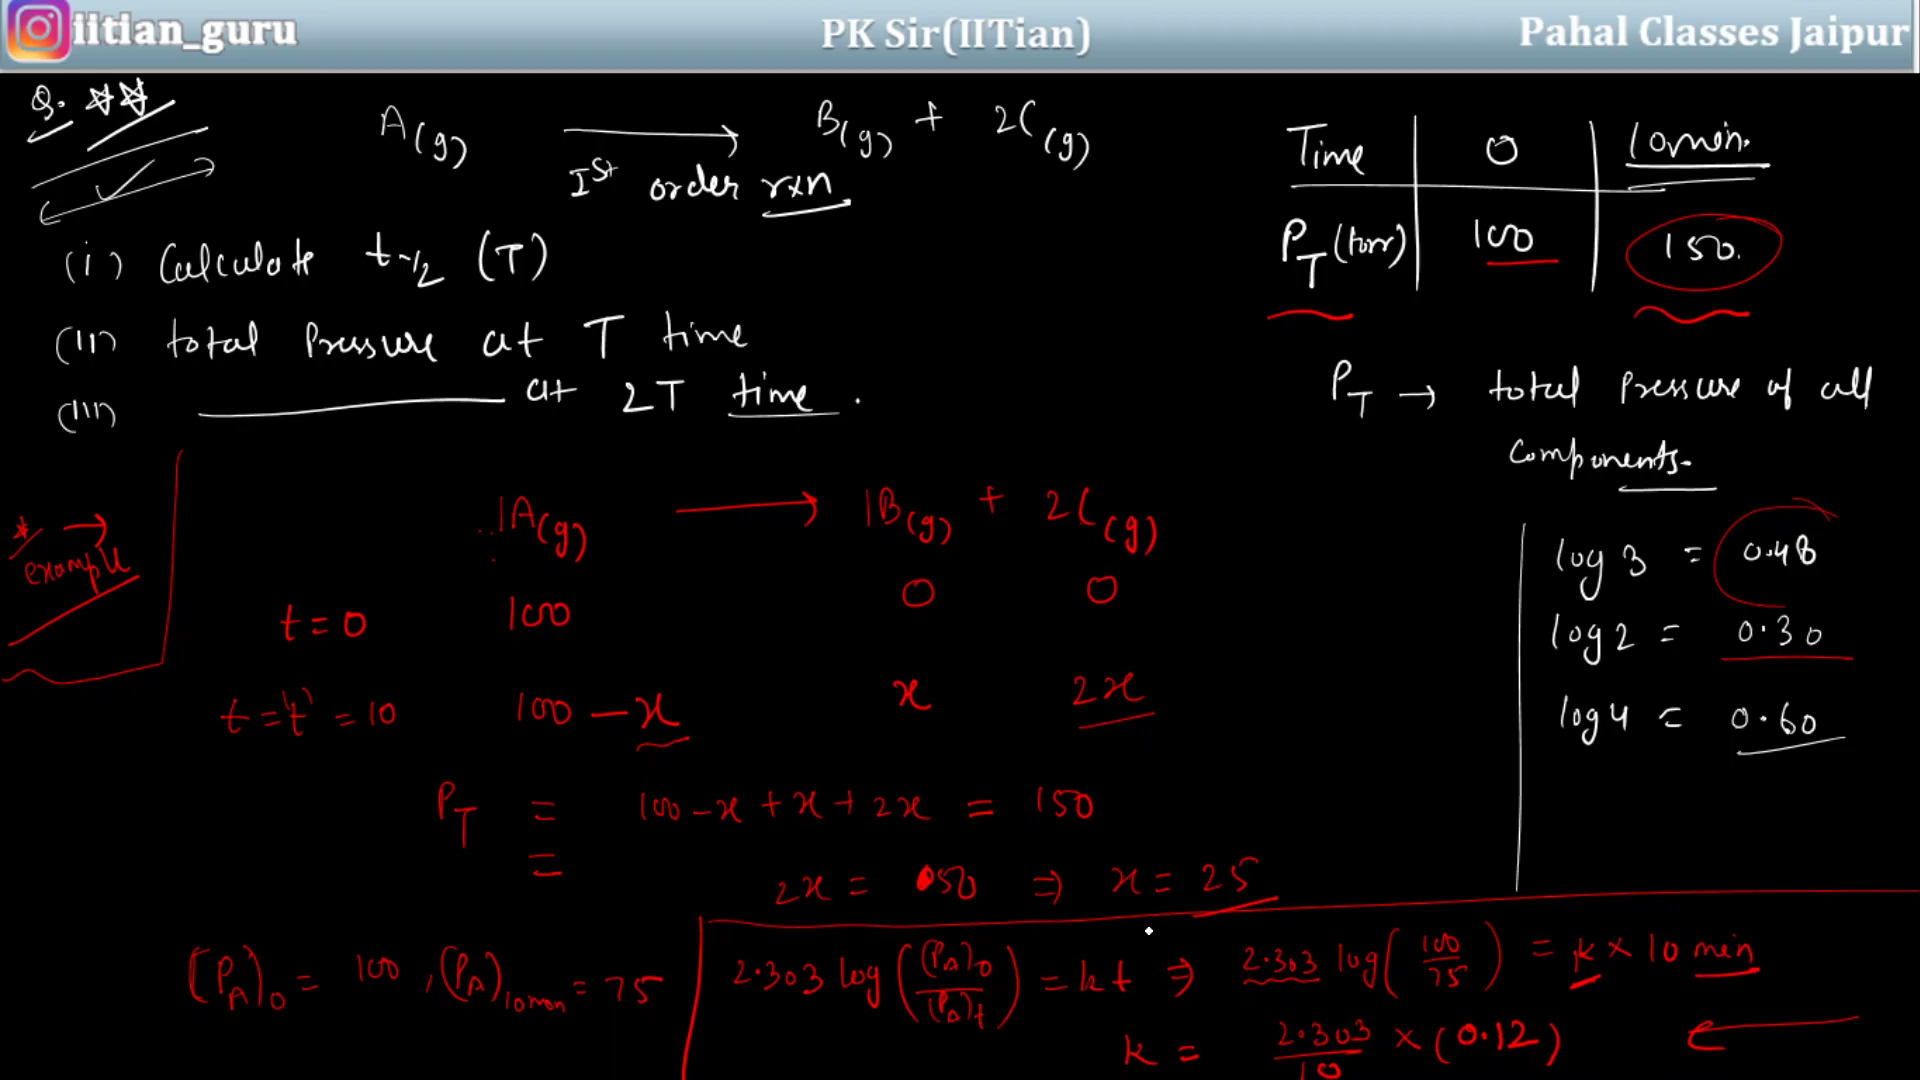 iitian_guru PK Sir(IITian) Pahal Classes Jaipur
Q. A(g) → B(g) + 2C(g)
Ist order rxn
(i) Calculate t1/2 (T)
(ii) total Pressure at T time
(iii) ———— at 2T time.
Time | 0 | 10 min.
PT (torr) | 100 | 150.
PT → total Pressure of all
Components.
log 3 = 0.48
log 2 = 0.30
log 4 = 0.60
* → example
1A(g) → 1B(g) + 2C(g)
t = 0 100 0 0
t = 't' = 10 100 - x x 2x
PT = 100 - x + x + 2x = 150
=
2x = 50 ⇒ x = 25
(PA)0 = 100, (PA)10min = 75
2.303 log((PA)0/(PA)t) = kt ⇒ 2.303 log(100/75) = k × 10 min
k = 2.303/10 × (0.12)